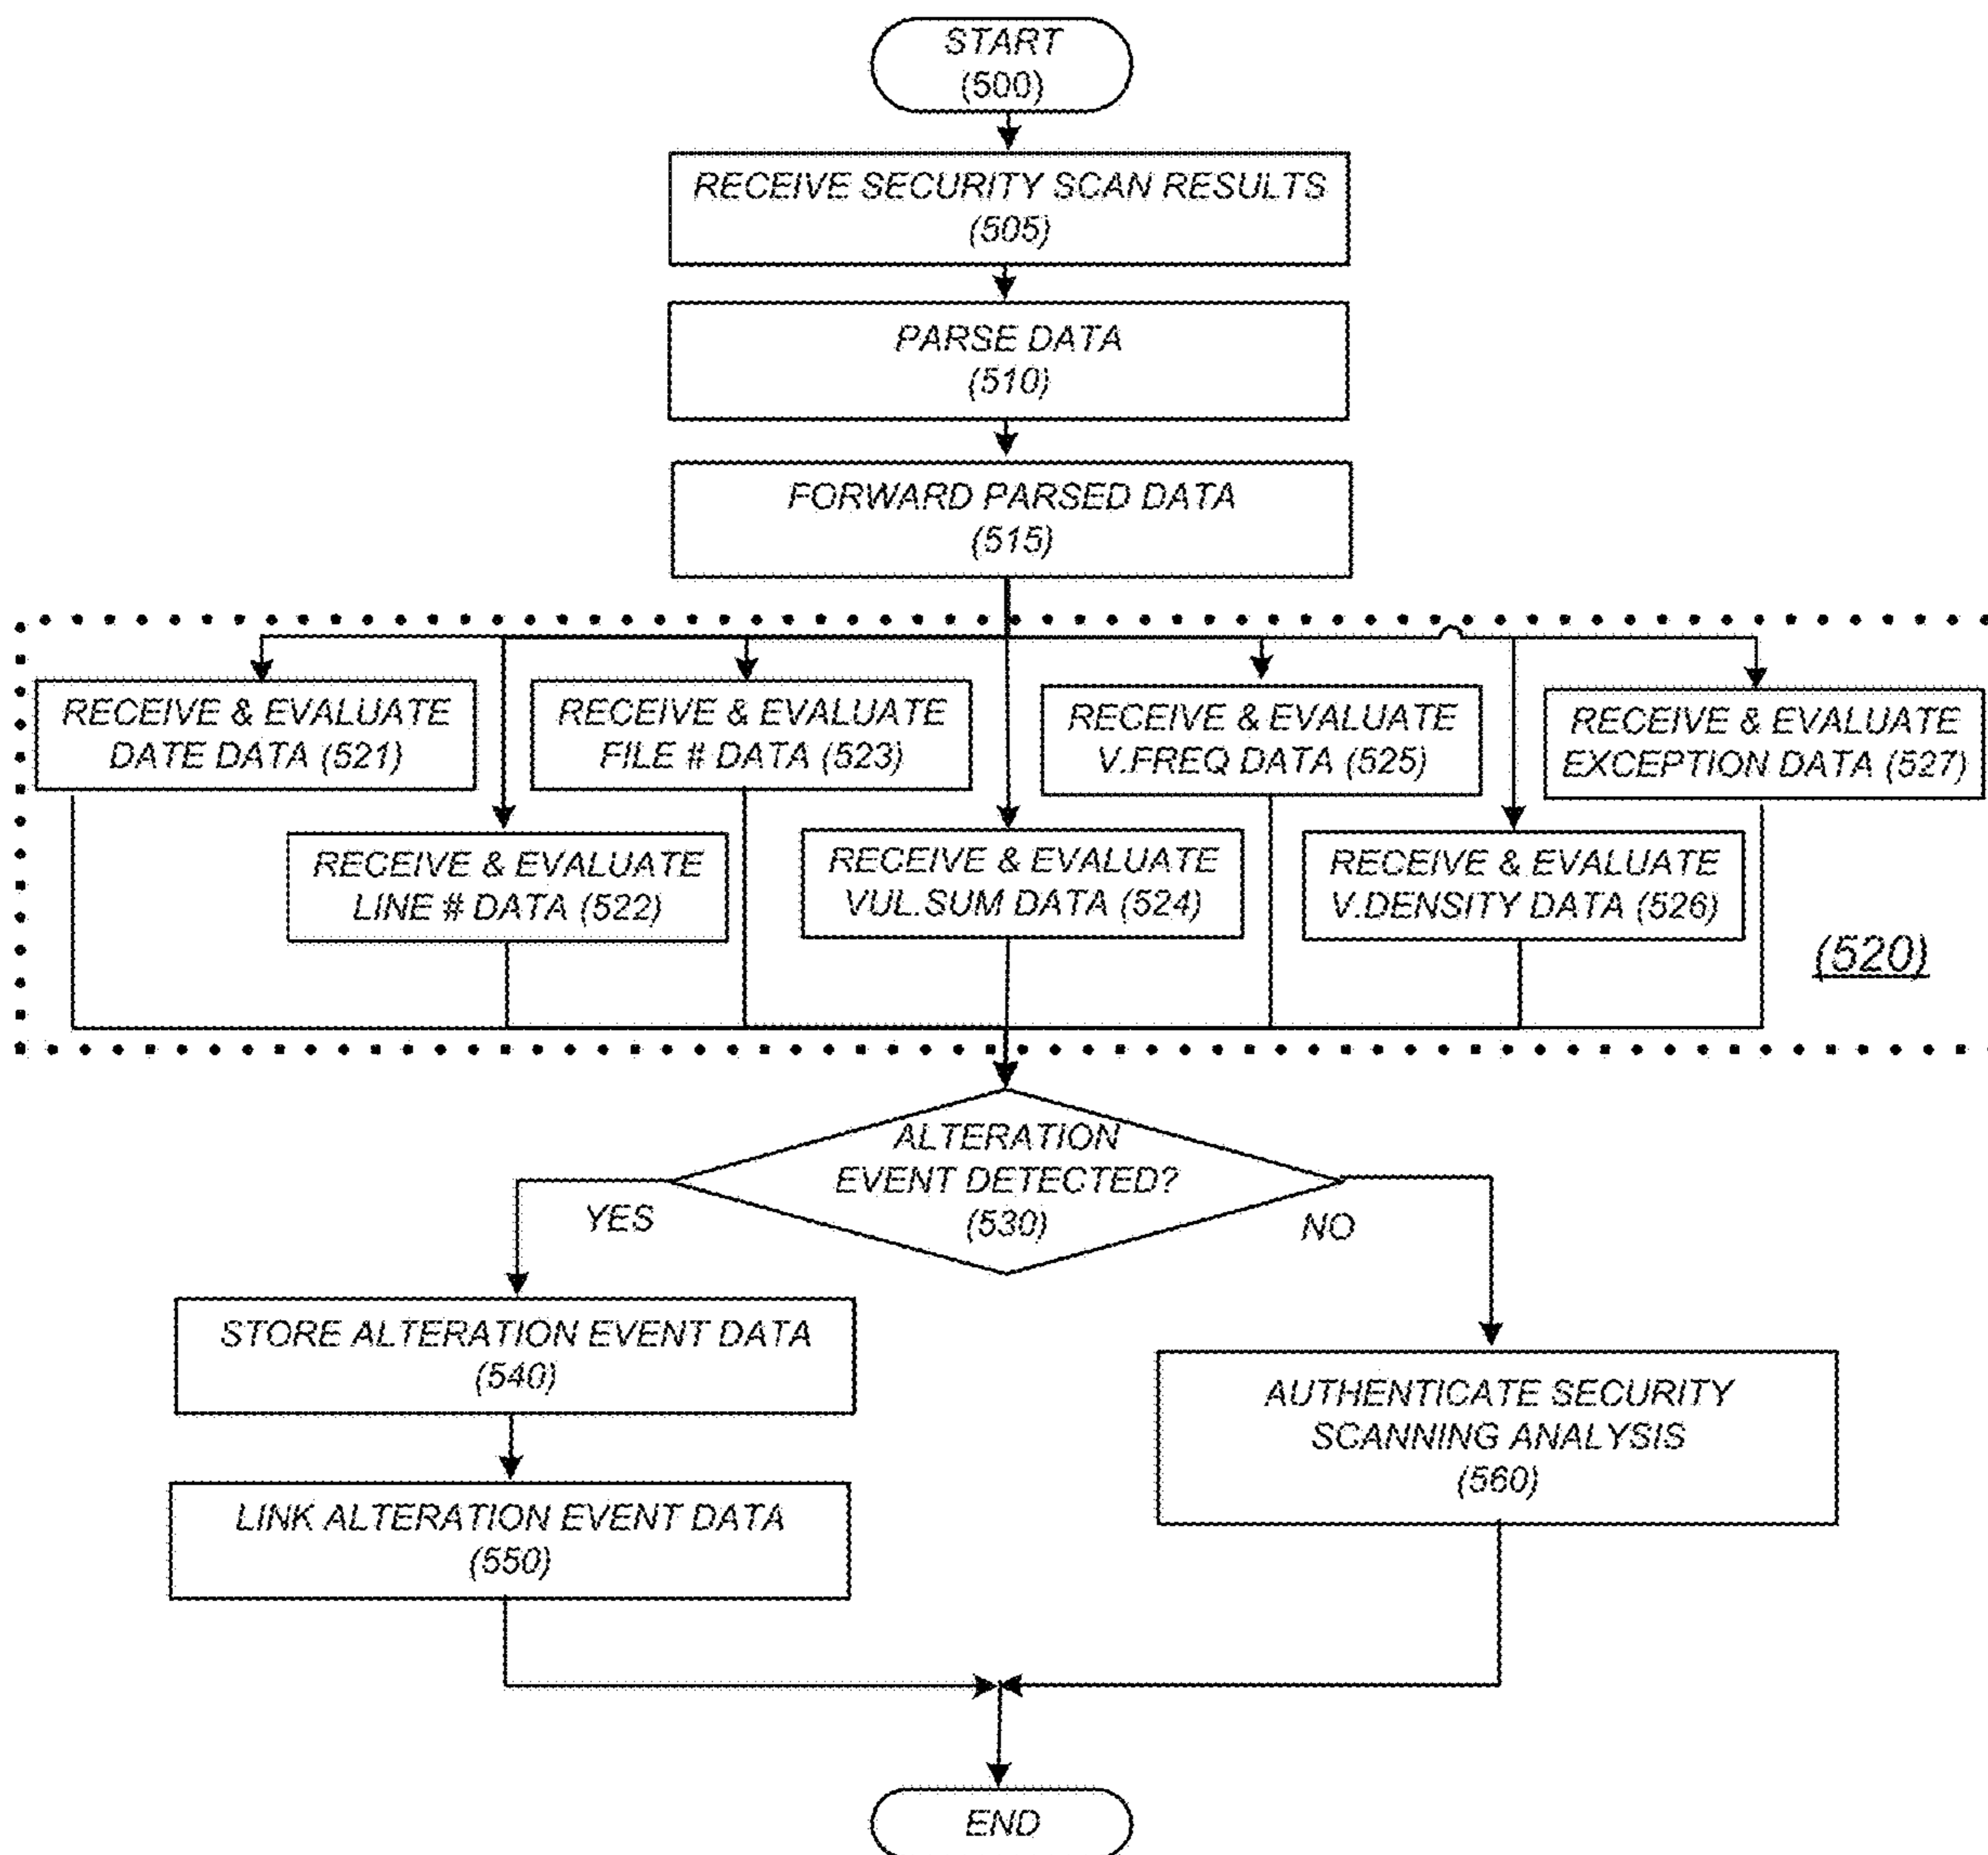 START
(500)
RECEIVE SECURITY SCAN RESULTS
(505)
PARSE DATA
(510)
FORWARD PARSED DATA
(515)
RECEIVE & EVALUATE
DATE DATA (521)
RECEIVE & EVALUATE
FILE # DATA (523)
RECEIVE & EVALUATE
V.FREQ DATA (525)
RECEIVE & EVALUATE
EXCEPTION DATA (527)
RECEIVE & EVALUATE
LINE # DATA (522)
RECEIVE & EVALUATE
VUL.SUM DATA (524)
RECEIVE & EVALUATE
V.DENSITY DATA (526)
(520)
ALTERATION
EVENT DETECTED?
(530)
YES
NO
STORE ALTERATION EVENT DATA
(540)
AUTHENTICATE SECURITY
SCANNING ANALYSIS
(560)
LINK ALTERATION EVENT DATA
(550)
END